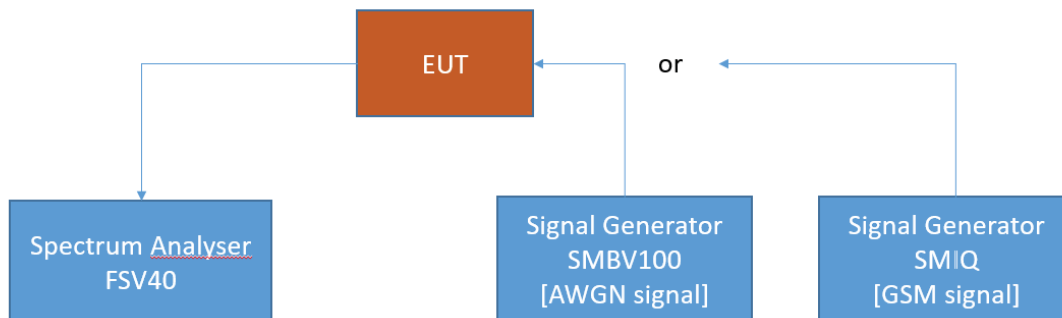 EUT
or
Spectrum Analyser
FSV40
Signal Generator
SMBV100
[AWGN signal]
Signal Generator
SMIQ
[GSM signal]